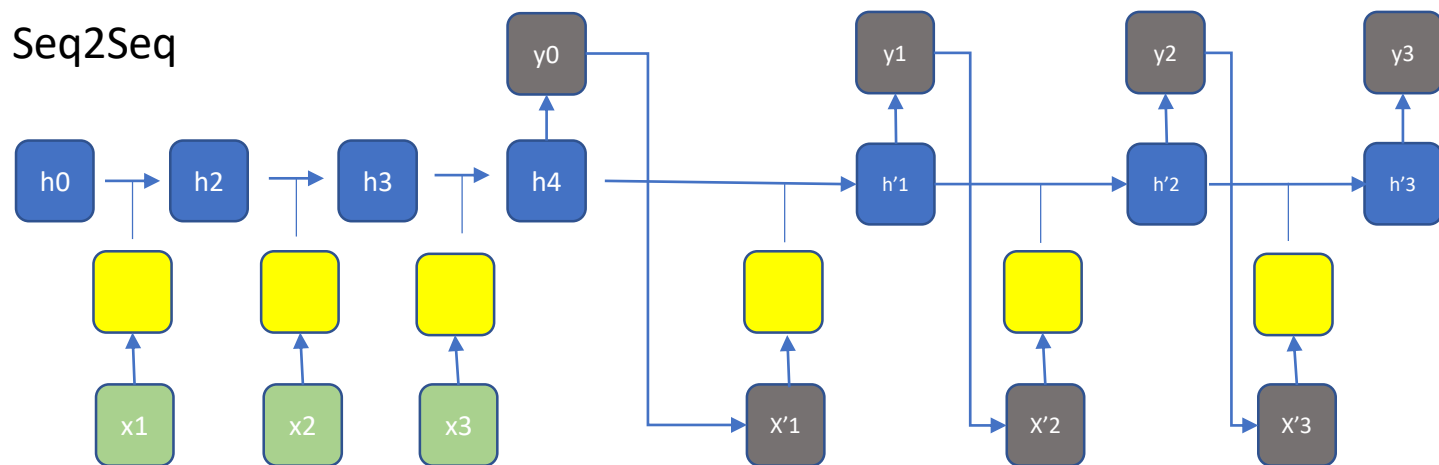 Seq2Seq
y0 y1 y2 y3
h0 h2 h3 h4 h'1 h'2 h'3
x1 x2 x3 X'1 X'2 X'3